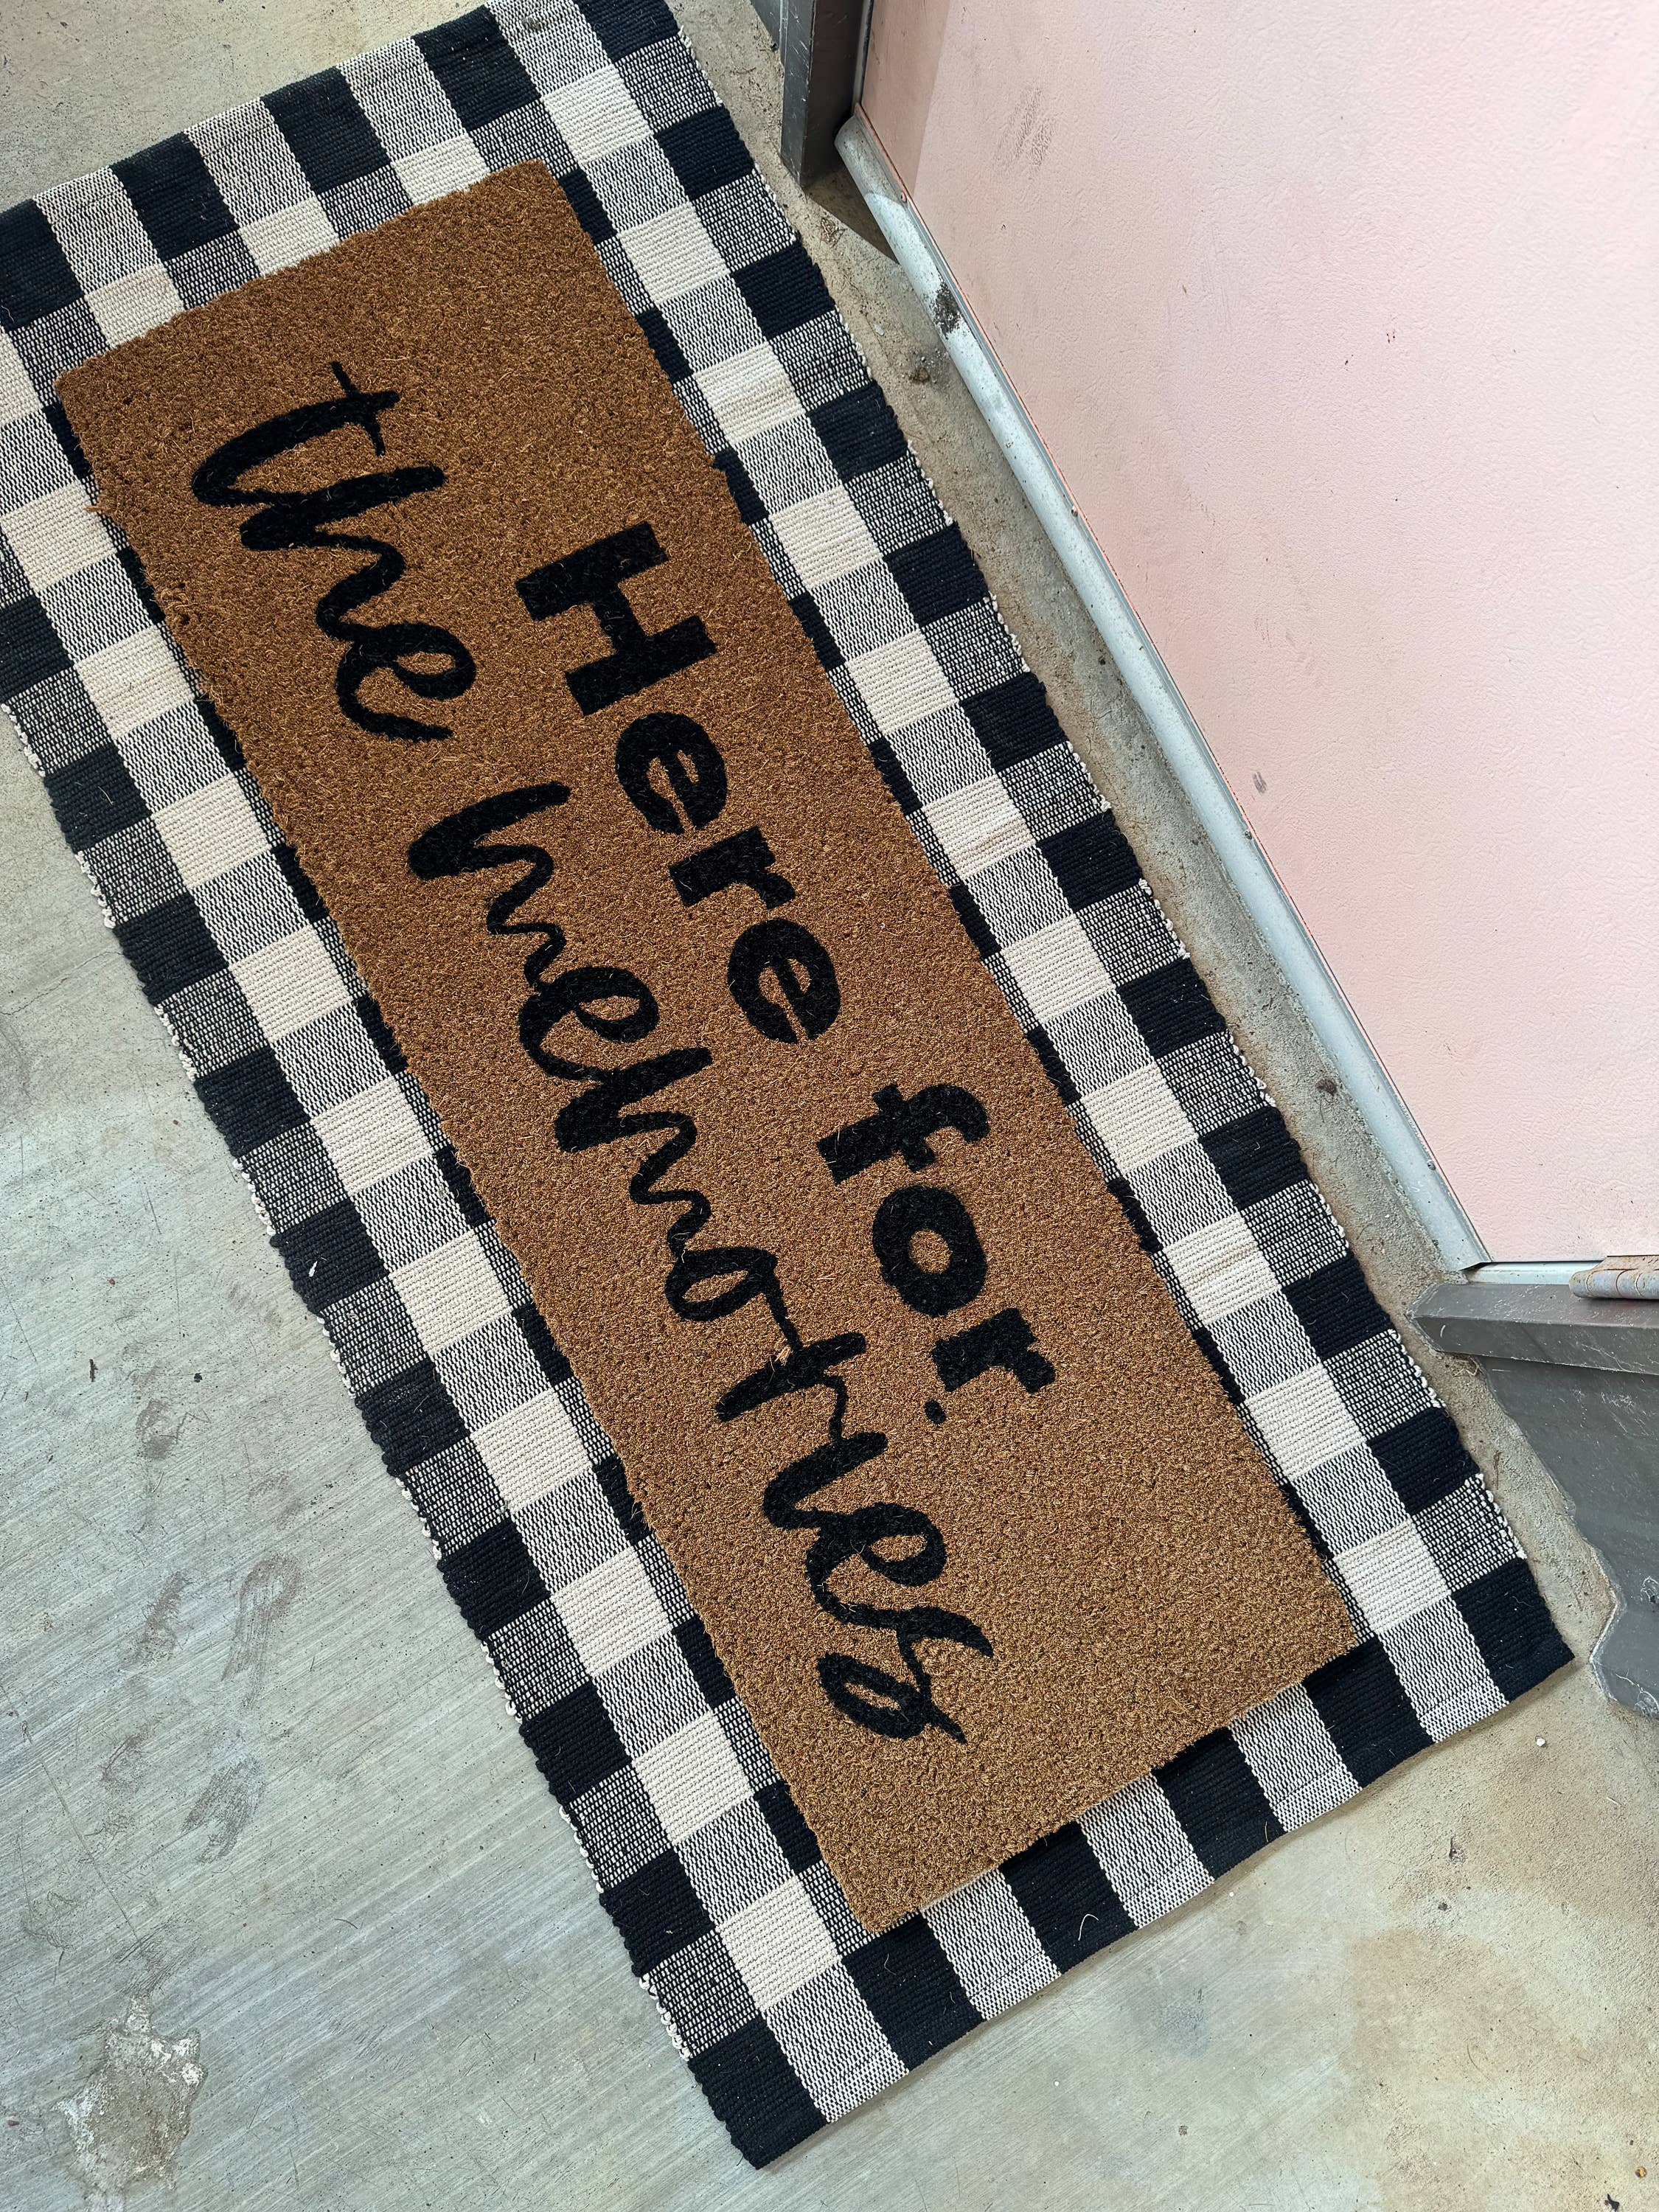 Here for
the memories